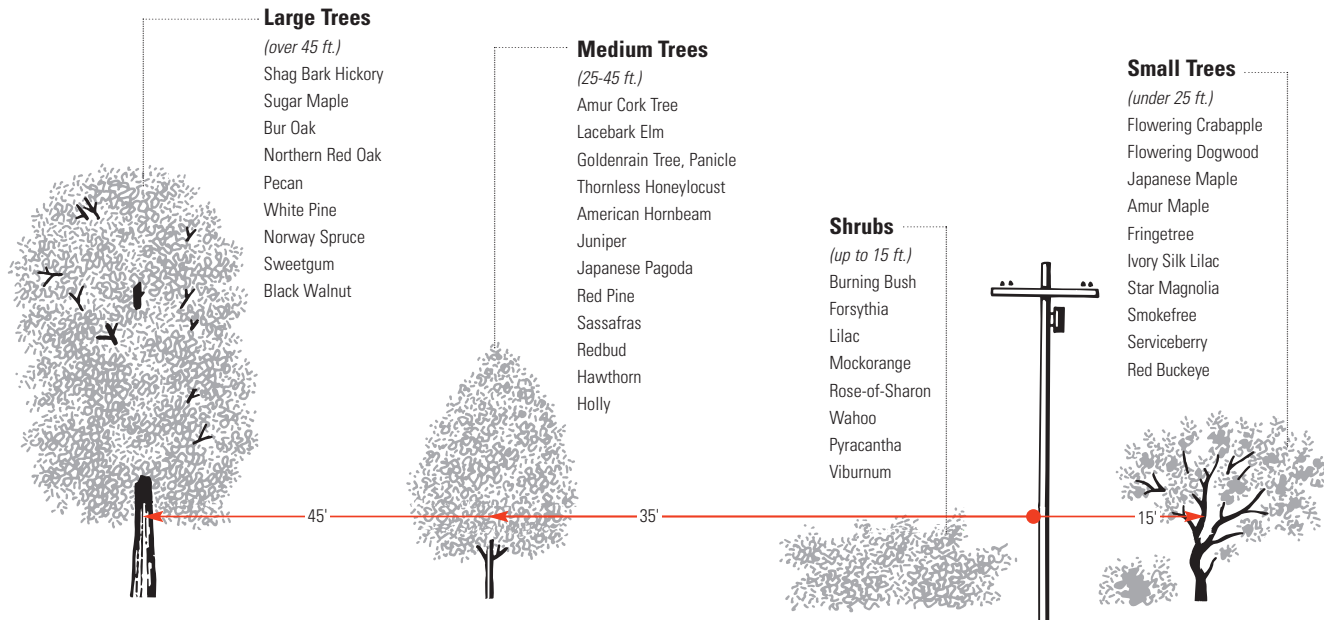 Large Trees
(over 45 ft.)
Shag Bark Hickory
Sugar Maple
Bur Oak
Northern Red Oak
Pecan
White Pine
Norway Spruce
Sweetgum
Black Walnut
Medium Trees
(25-45 ft.)
Amur Cork Tree
Lacebark Elm
Goldenrain Tree, Panicle
Thornless Honeylocust
American Hornbeam
Juniper
Japanese Pagoda
Red Pine
Sassafras
Redbud
Hawthorn
Holly
Shrubs
(up to 15 ft.)
Burning Bush
Forsythia
Lilac
Mockorange
Rose-of-Sharon
Wahoo
Pyracantha
Viburnum
Small Trees
(under 25 ft.)
Flowering Crabapple
Flowering Dogwood
Japanese Maple
Amur Maple
Fringetree
Ivory Silk Lilac
Star Magnolia
Smokefree
Serviceberry
Red Buckeye
45'
35'
15'